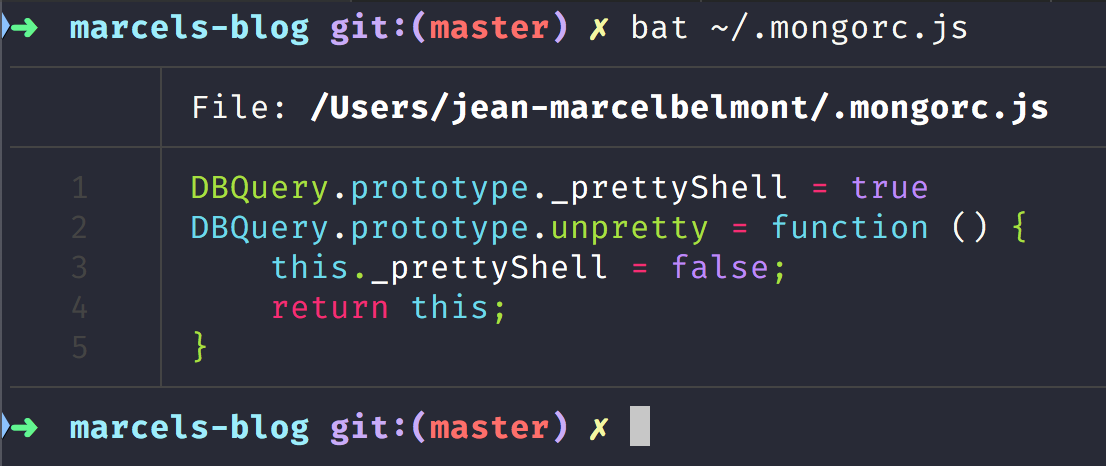 ➜ marcels-blog git:(master) ✗ bat ~/.mongorc.js
File: /Users/jean-marcelbelmont/.mongorc.js
1 DBQuery.prototype._prettyShell = true
2 DBQuery.prototype.unpretty = function () {
3     this._prettyShell = false;
4     return this;
5 }
➜ marcels-blog git:(master) ✗